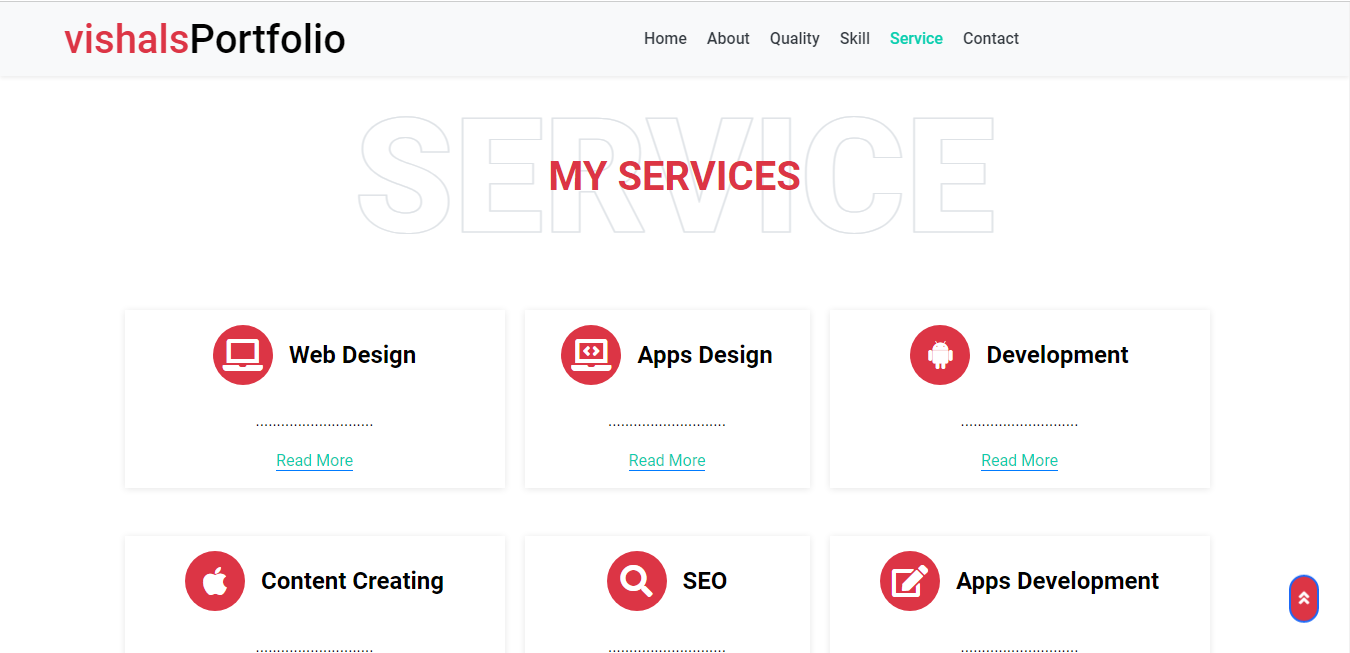 vishalsPortfolio
Home About Quality Skill Service Contact
SERVICE
MY SERVICES
Web Design
............................
Read More
Apps Design
............................
Read More
Development
............................
Read More
Content Creating
............................
SEO
............................
Apps Development
............................